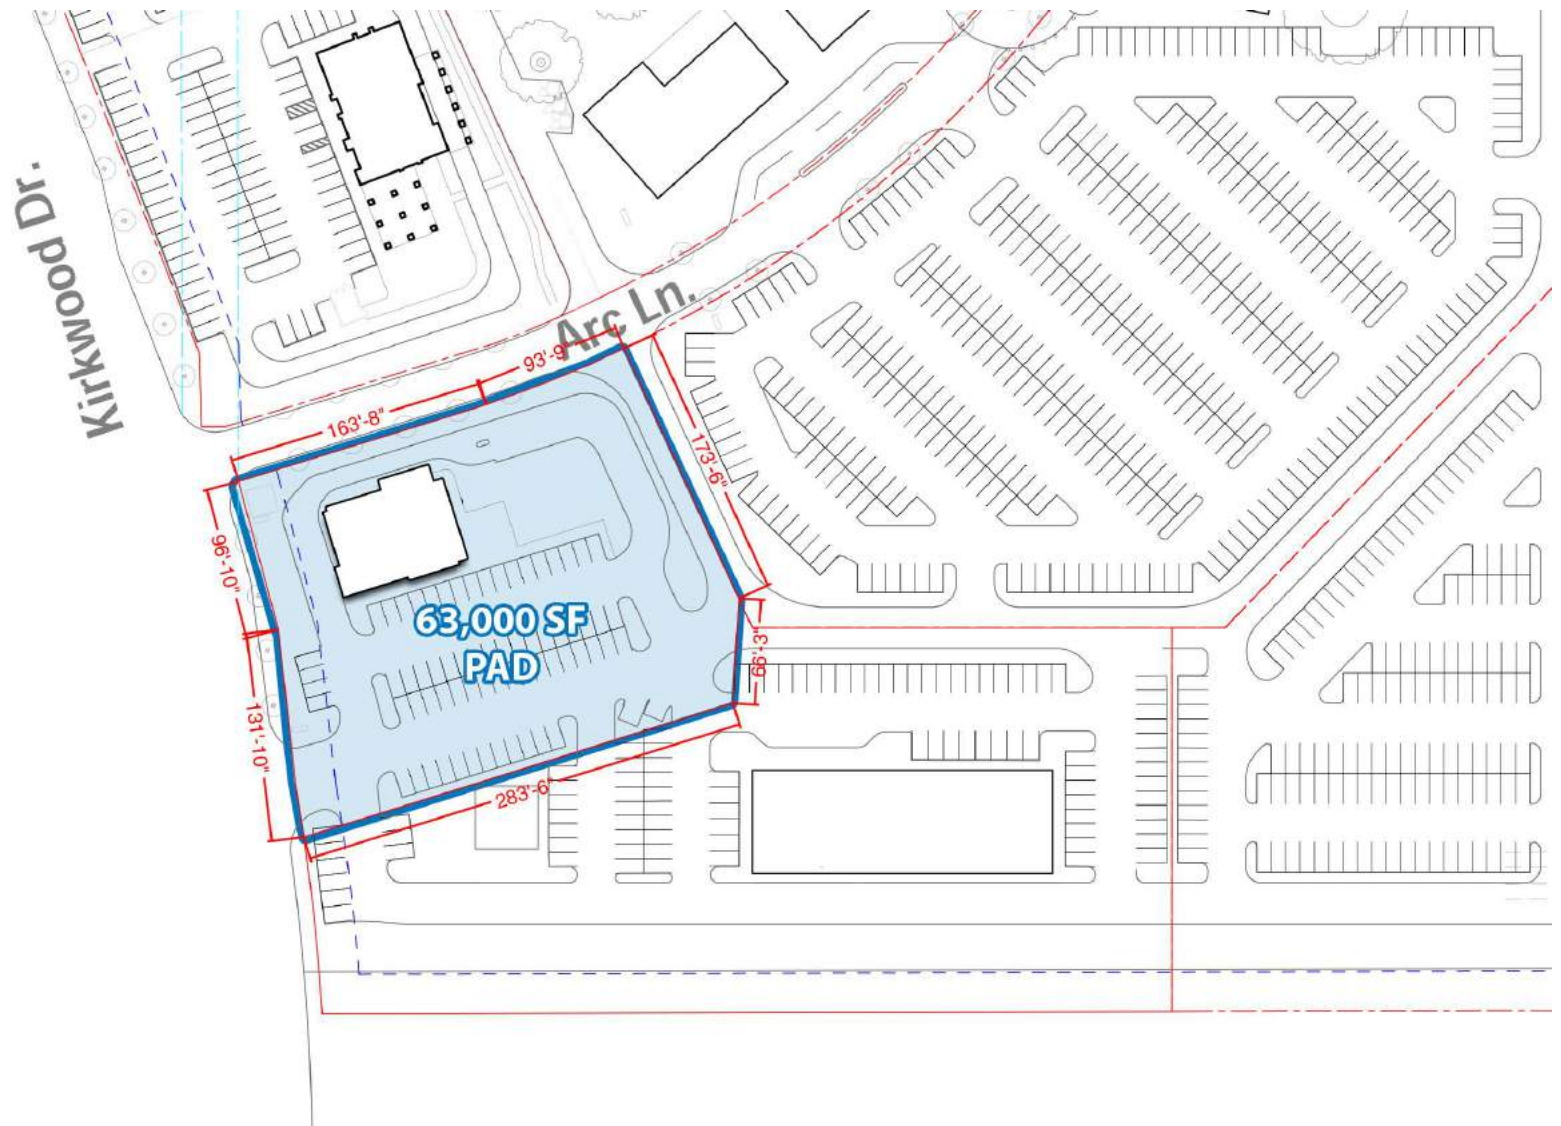 Kirkwood Dr.
Arc Ln.
93'-9"
163'-8"
173'-6"
96'-10"
63,000 SF
PAD
66'-3"
131'-10"
283'-6"